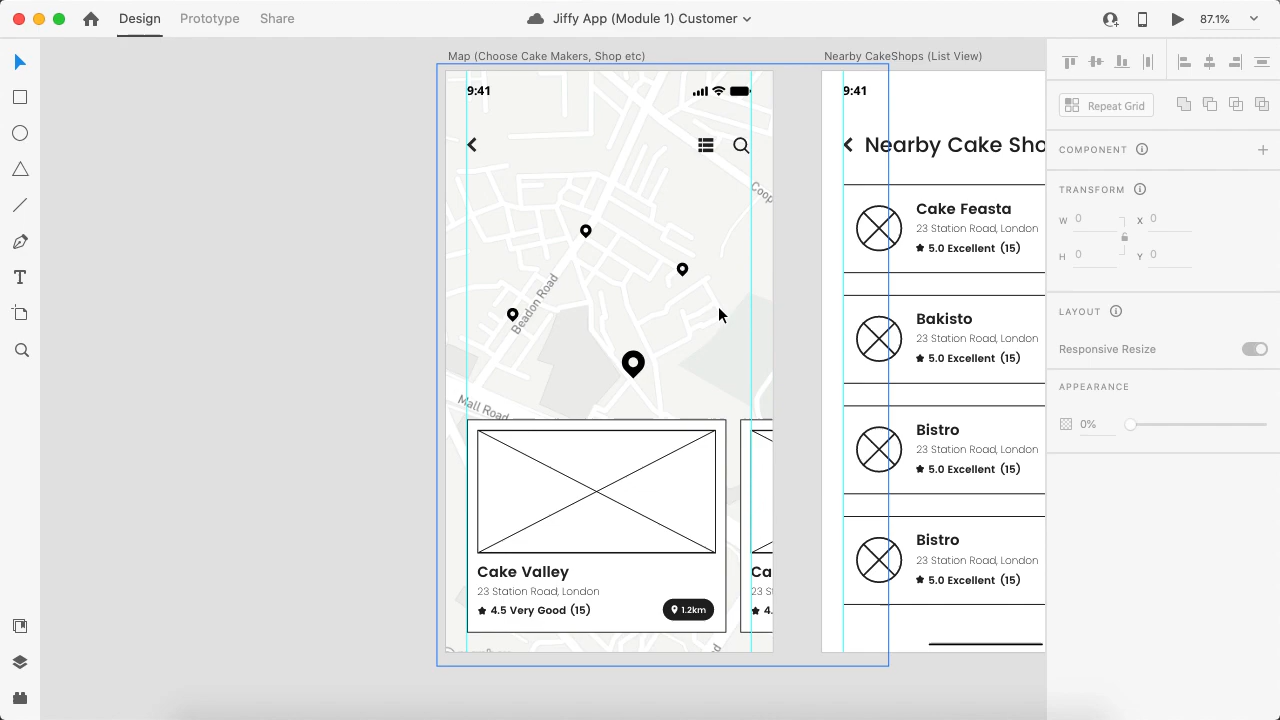 Design
Prototype
Share
Jiffy App (Module 1) Customer
87.1%
Map (Choose Cake Makers, Shop etc)
9:41
Coop
Beadon Road
Mall Road
Cake Valley
23 Station Road, London
4.5 Very Good (15)
1.2km
Ca
23 S
4.
Nearby CakeShops (List View)
9:41
Nearby Cake Sho
Cake Feasta
23 Station Road, London
5.0 Excellent (15)
Bakisto
23 Station Road, London
5.0 Excellent (15)
Bistro
23 Station Road, London
5.0 Excellent (15)
Bistro
23 Station Road, London
5.0 Excellent (15)
Repeat Grid
COMPONENT
TRANSFORM
W 0 X 0
H 0 Y 0
LAYOUT
Responsive Resize
APPEARANCE
0%